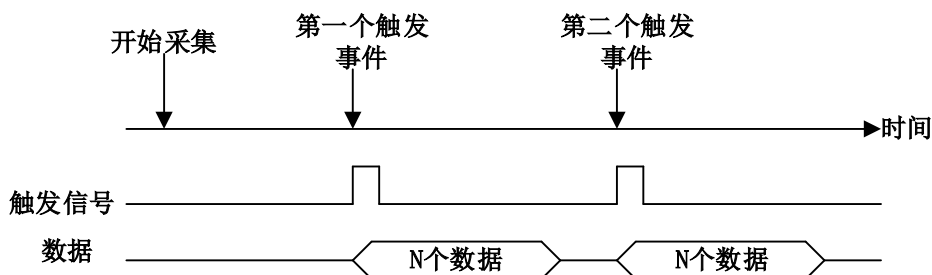 开始采集
第一个触发
事件
第二个触发
事件
时间
触发信号
数据
N个数据
N个数据